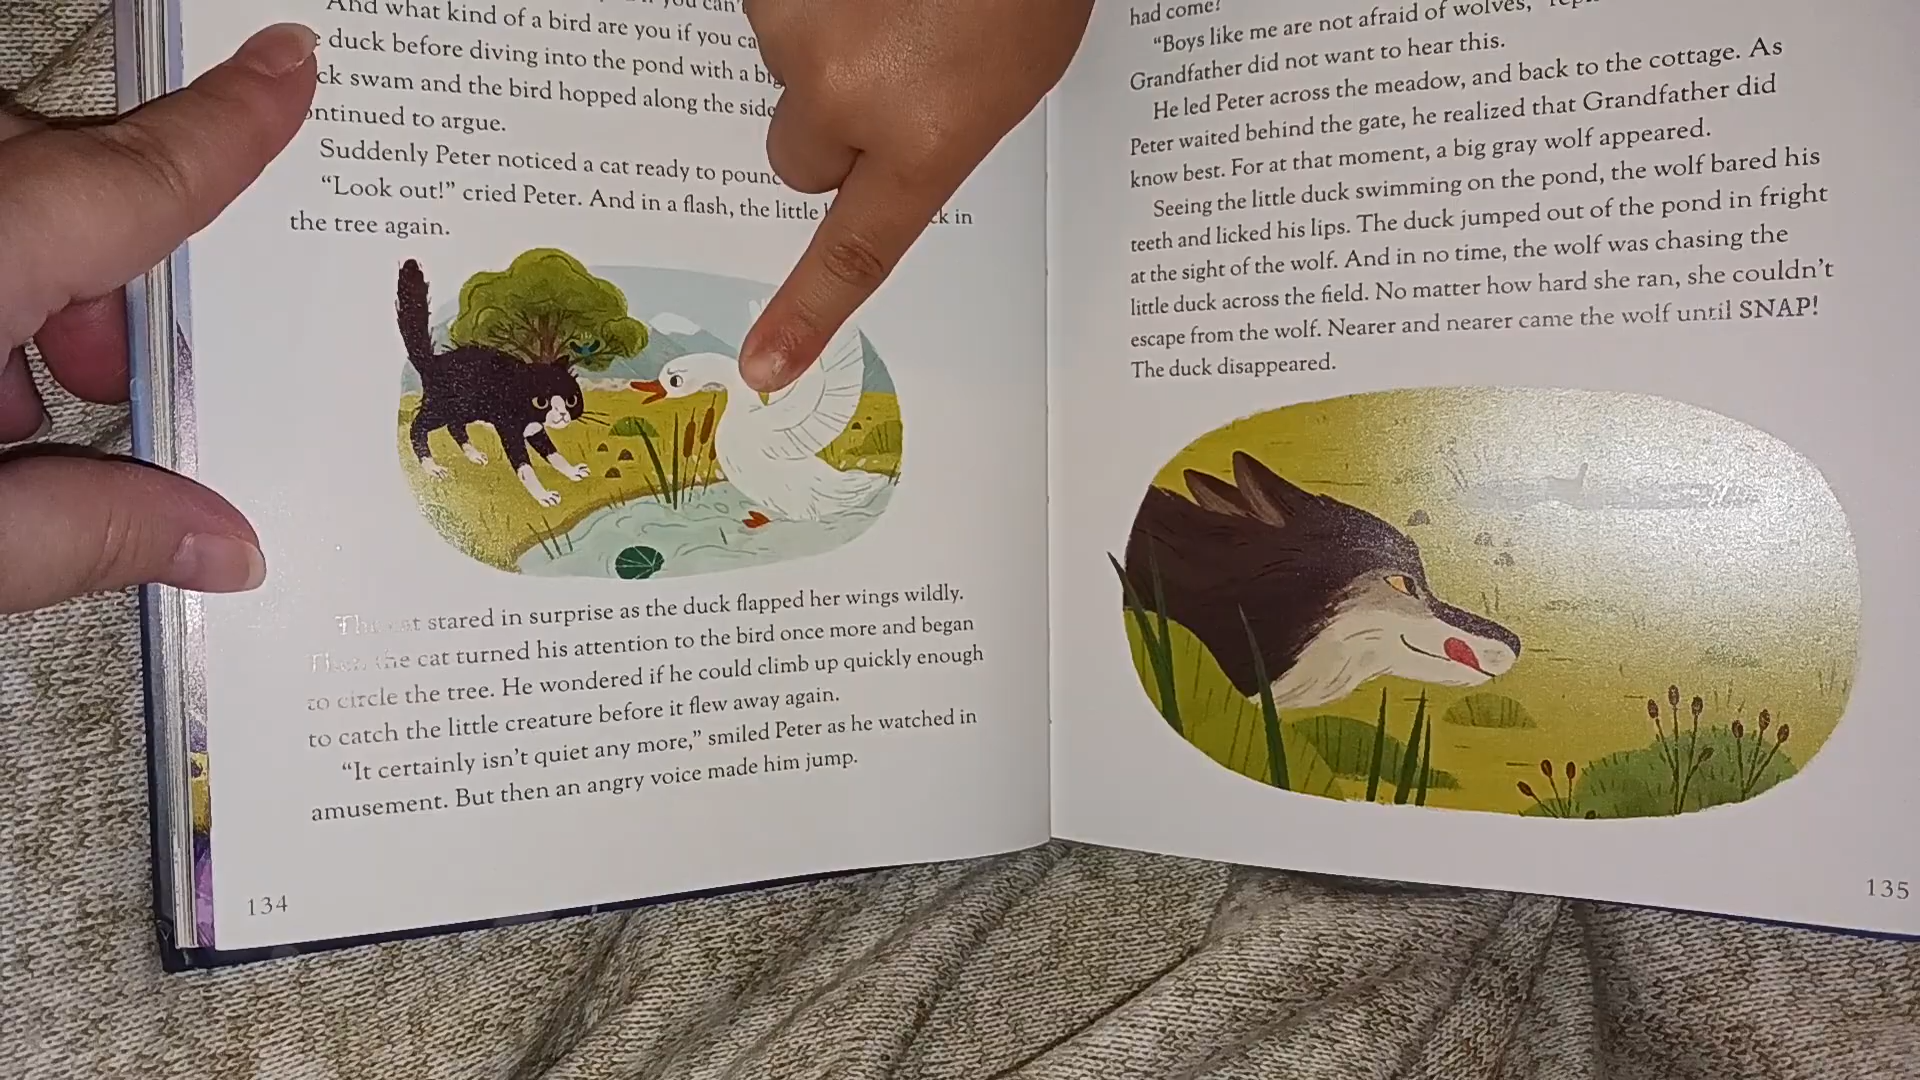 you can't
And what kind of a bird are you if you
duck before diving into the pond with a
swam and the bird hopped along the side
to argue.
Suddenly Peter noticed a cat ready to
“Look out!” cried Peter. And in a flash, the little in
the tree again.
stared in surprise as the duck flapped her wings wildly.
the cat turned his attention to the bird once more and began
to circle the tree. He wondered if he could climb up quickly enough
to catch the little creature before it flew away again.
“It certainly isn’t quiet any more,” smiled Peter as he watched in
amusement. But then an angry voice made him jump.
134
had come!
“Boys like me are not afraid of wolves,”
Grandfather did not want to hear this.
He led Peter across the meadow, and back to the cottage. As
Peter waited behind the gate, he realized that Grandfather did
know best. For at that moment, a big gray wolf appeared.
Seeing the little duck swimming on the pond, the wolf bared his
teeth and licked his lips. The duck jumped out of the pond in fright
at the sight of the wolf. And in no time, the wolf was chasing the
little duck across the field. No matter how hard she ran, she couldn’t
escape from the wolf. Nearer and nearer came the wolf until SNAP!
The duck disappeared.
135